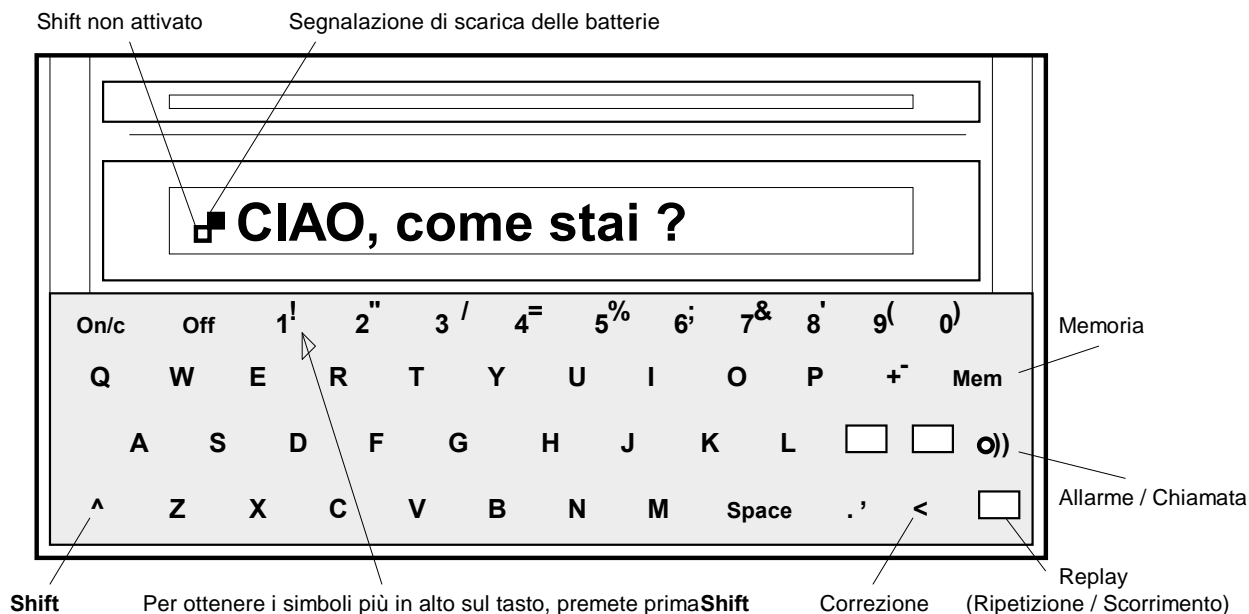 Shift non attivato Segnalazione di scarica delle batterie
CIAO, come stai ?
On/c Off 1! 2" 3 / 4= 5% 6; 7& 8' 9( 0)
Memoria
Q W E R T Y U I O P +- Mem
A S D F G H J K L o))
Allarme / Chiamata
^ Z X C V B N M Space .’ <
Replay
Shift Per ottenere i simboli più in alto sul tasto, premete prima Shift Correzione (Ripetizione / Scorrimento)